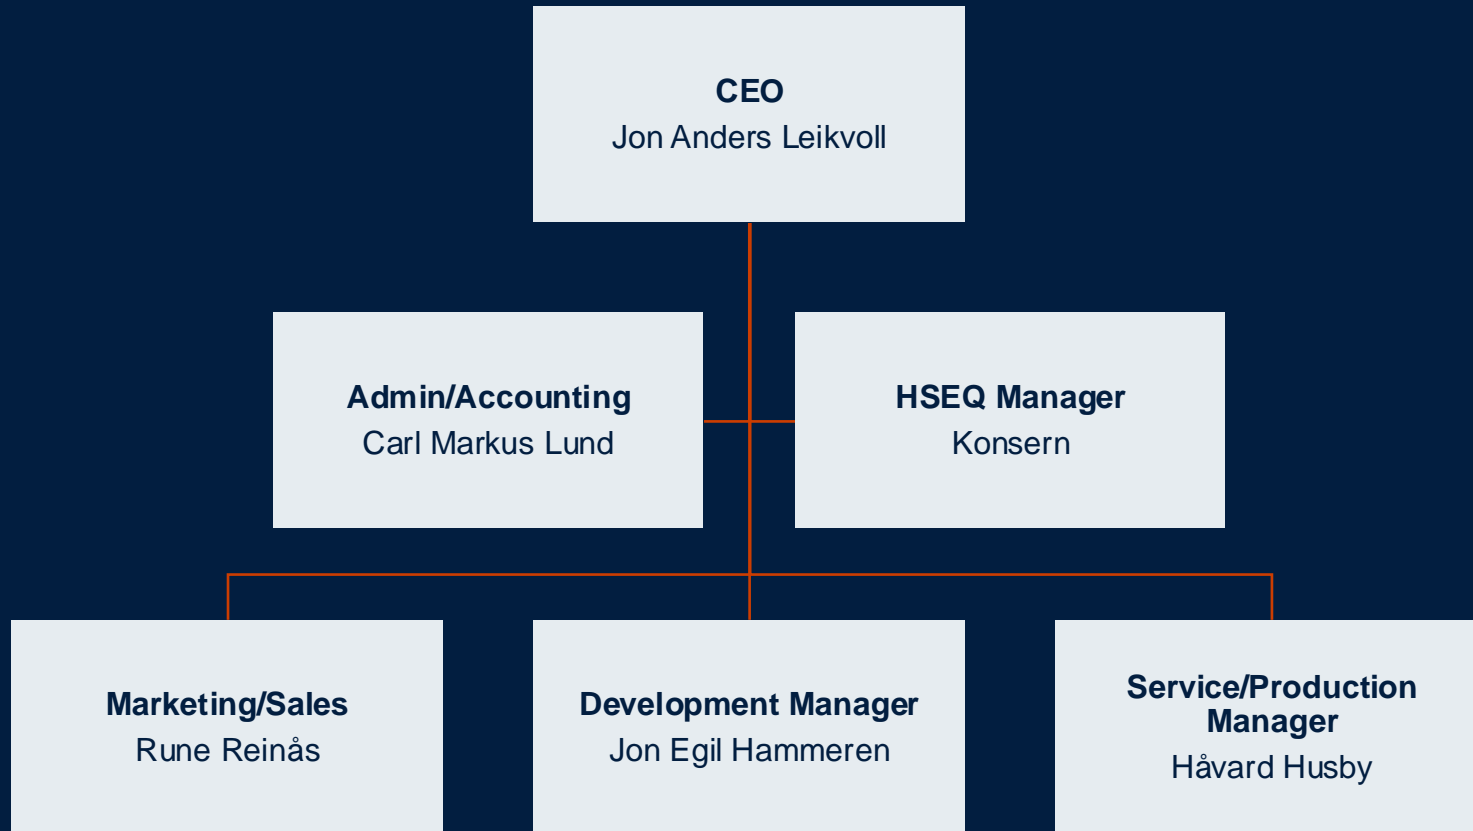 CEO
Jon Anders Leikvoll
Admin/Accounting
Carl Markus Lund
HSEQ Manager
Konsern
Marketing/Sales
Rune Reinås
Development Manager
Jon Egil Hammeren
Service/Production
Manager
Håvard Husby